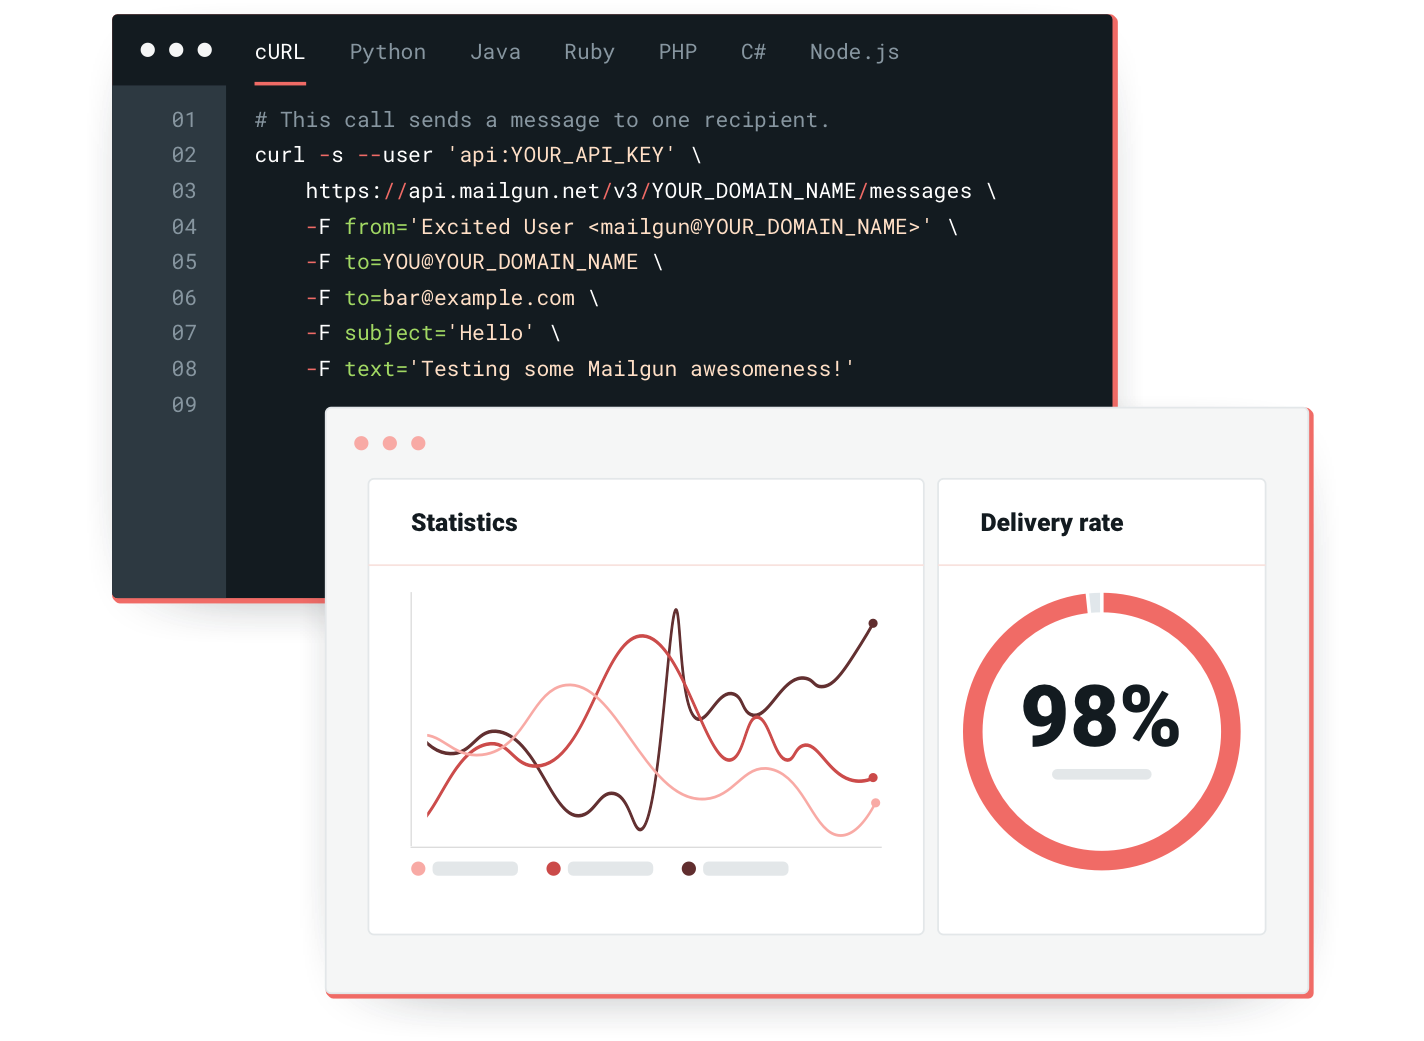 cURL Python Java Ruby PHP C# Node.js
01 # This call sends a message to one recipient.
02 curl -s --user 'api:YOUR_API_KEY' \
03 https://api.mailgun.net/v3/YOUR_DOMAIN_NAME/messages \
04 -F from='Excited User <mailgun@YOUR_DOMAIN_NAME>' \
05 -F to=YOU@YOUR_DOMAIN_NAME \
06 -F to=bar@example.com \
07 -F subject='Hello' \
08 -F text='Testing some Mailgun awesomeness!'
09
Statistics
Delivery rate
98%